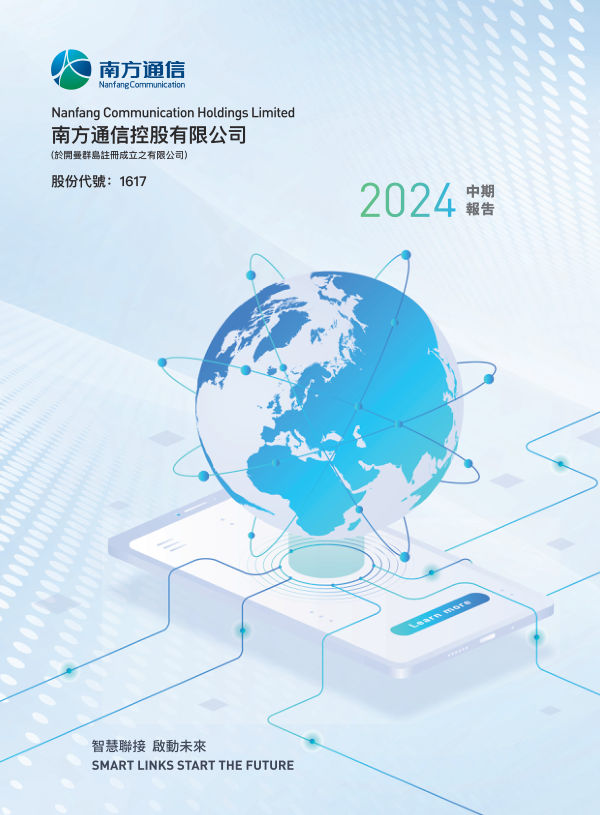 南方通信
NanfangCommunication
Nanfang Communication Holdings Limited
南方通信控股有限公司
(於開曼群島註冊成立之有限公司)
股份代號：1617
2024 中期
報告
Learn more
智慧聯接 啟動未來
SMART LINKS START THE FUTURE